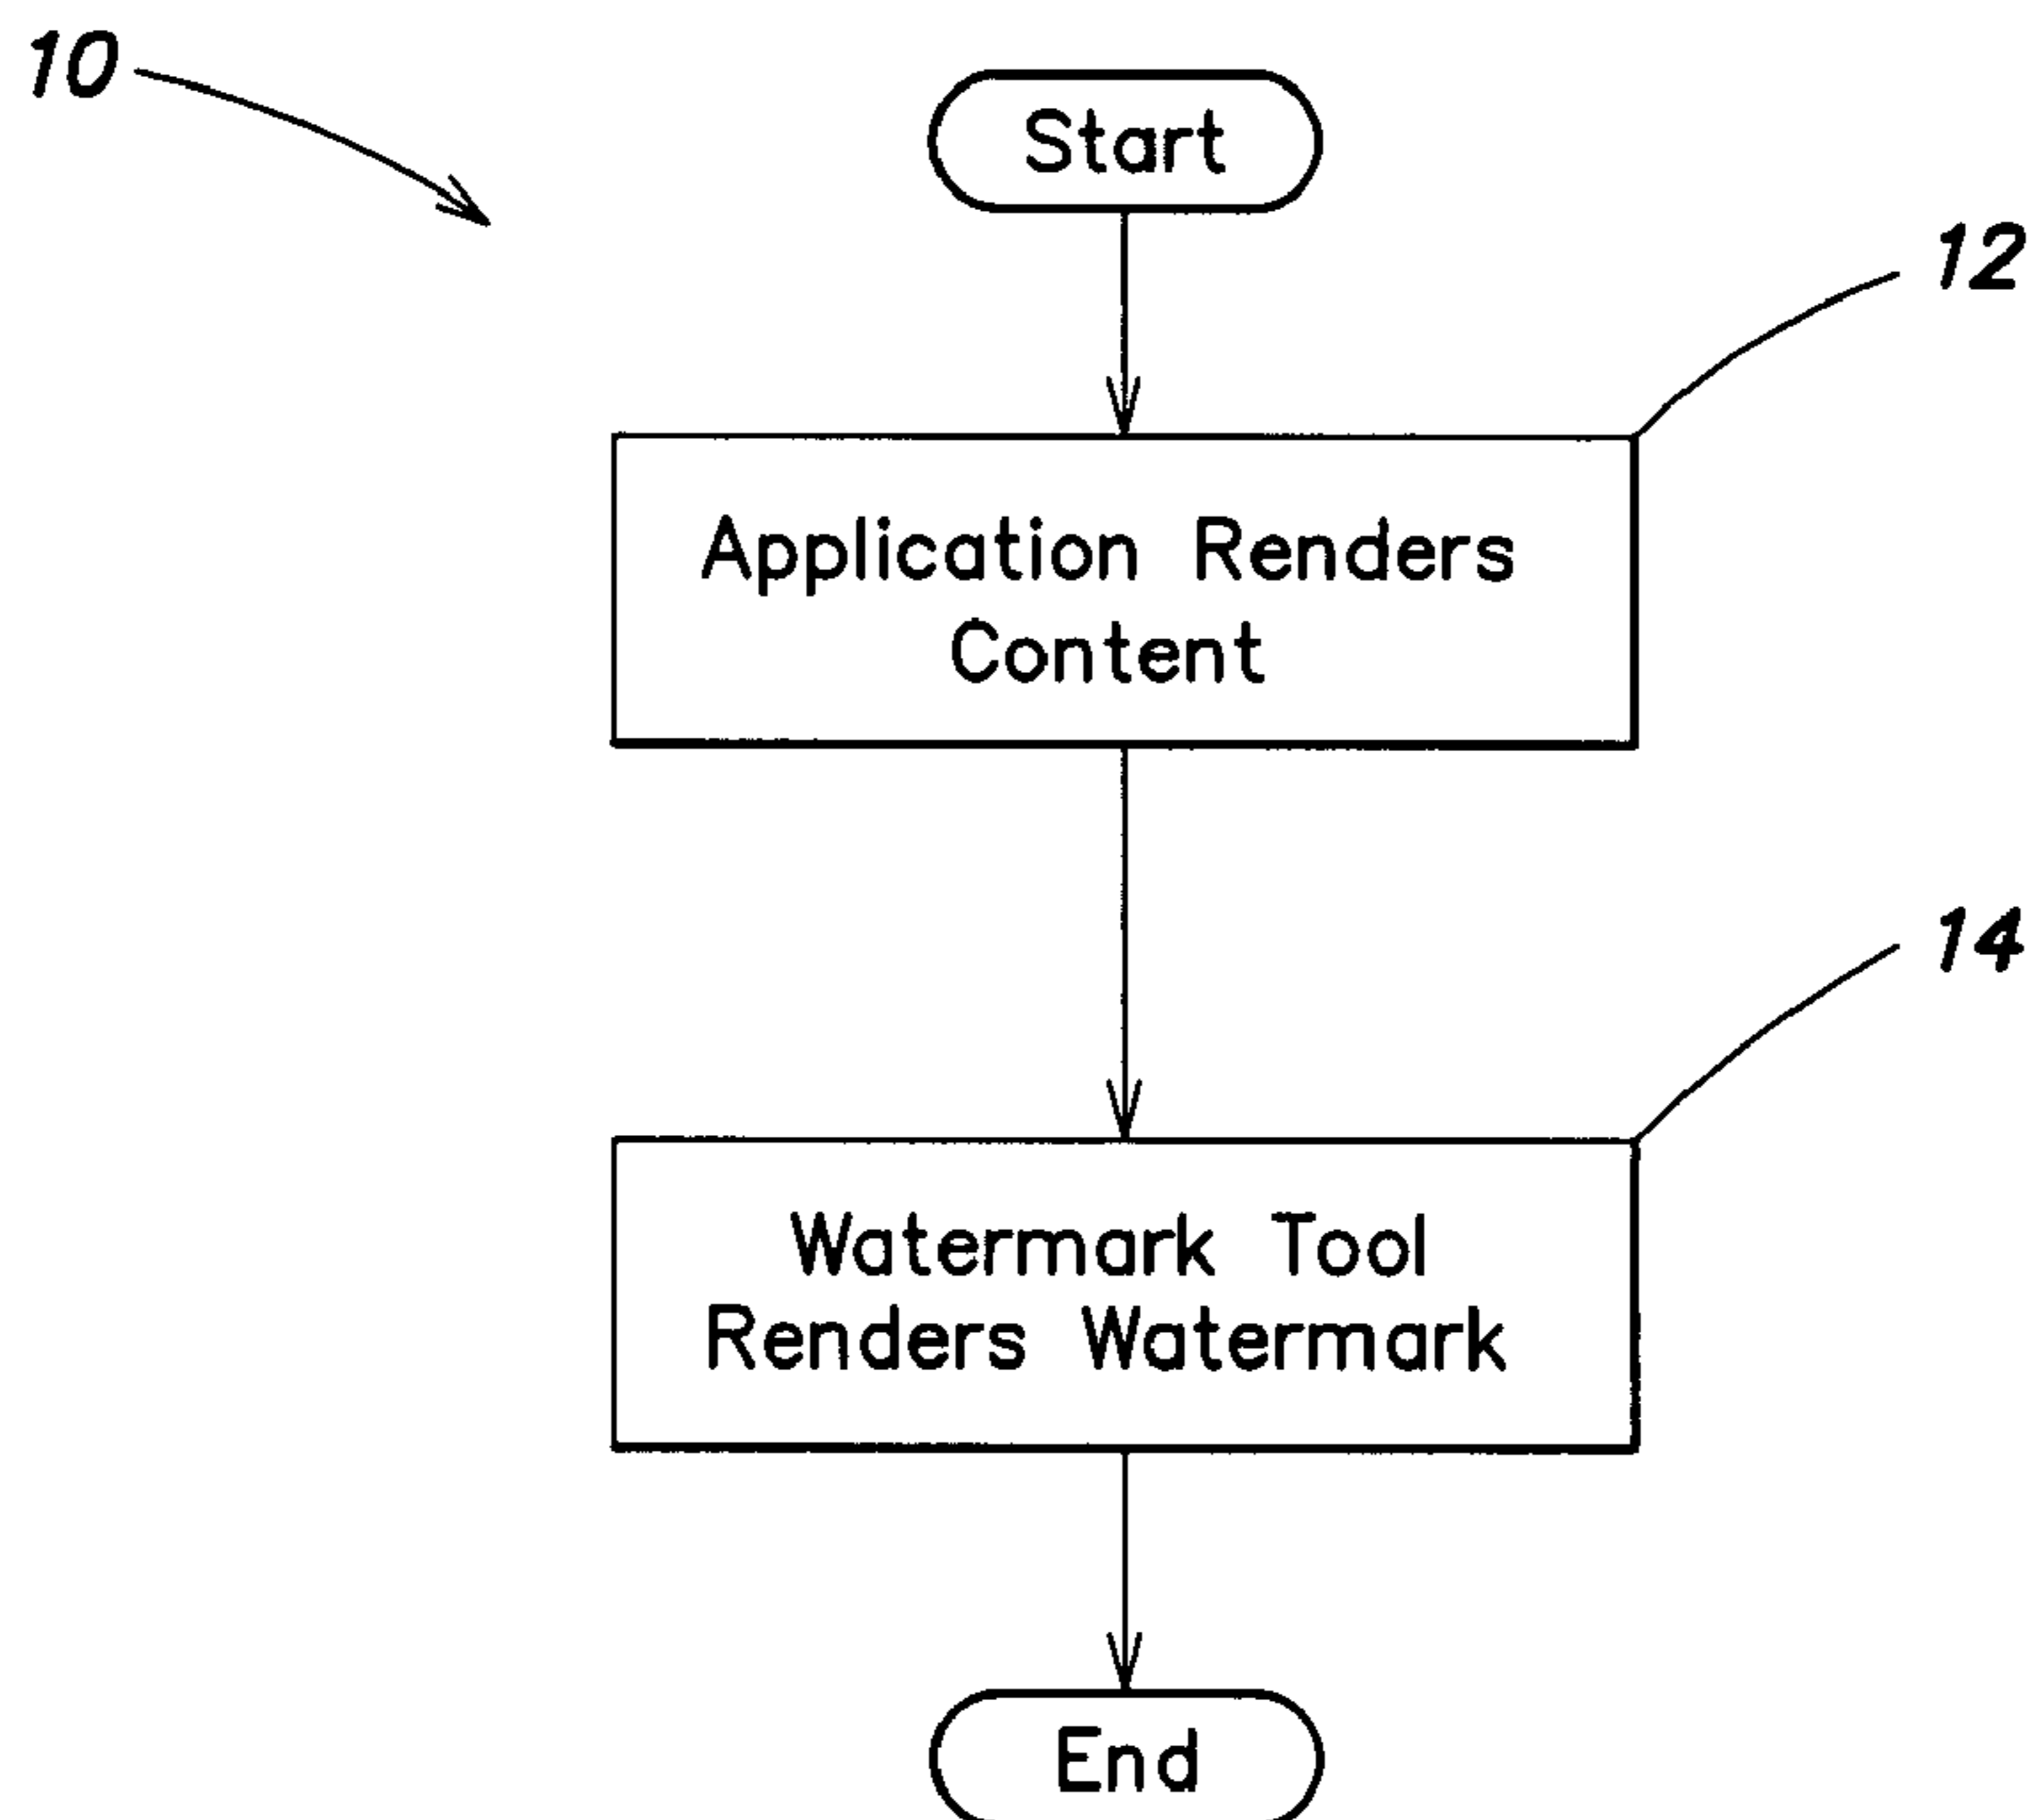 10
Start
12
Application Renders
Content
14
Watermark Tool
Renders Watermark
End